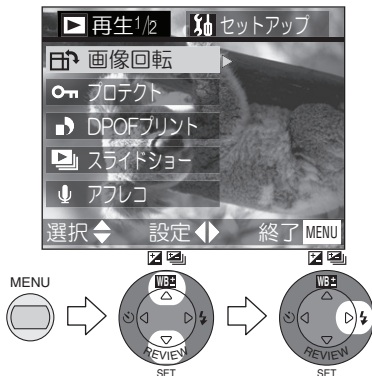 再生1/2 セットアップ
画像回転
プロテクト
DPOFプリント
スライドショー
アフレコ
選択 設定 終了 MENU
MENU
WB±
REVIEW
SET
WB±
REVIEW
SET